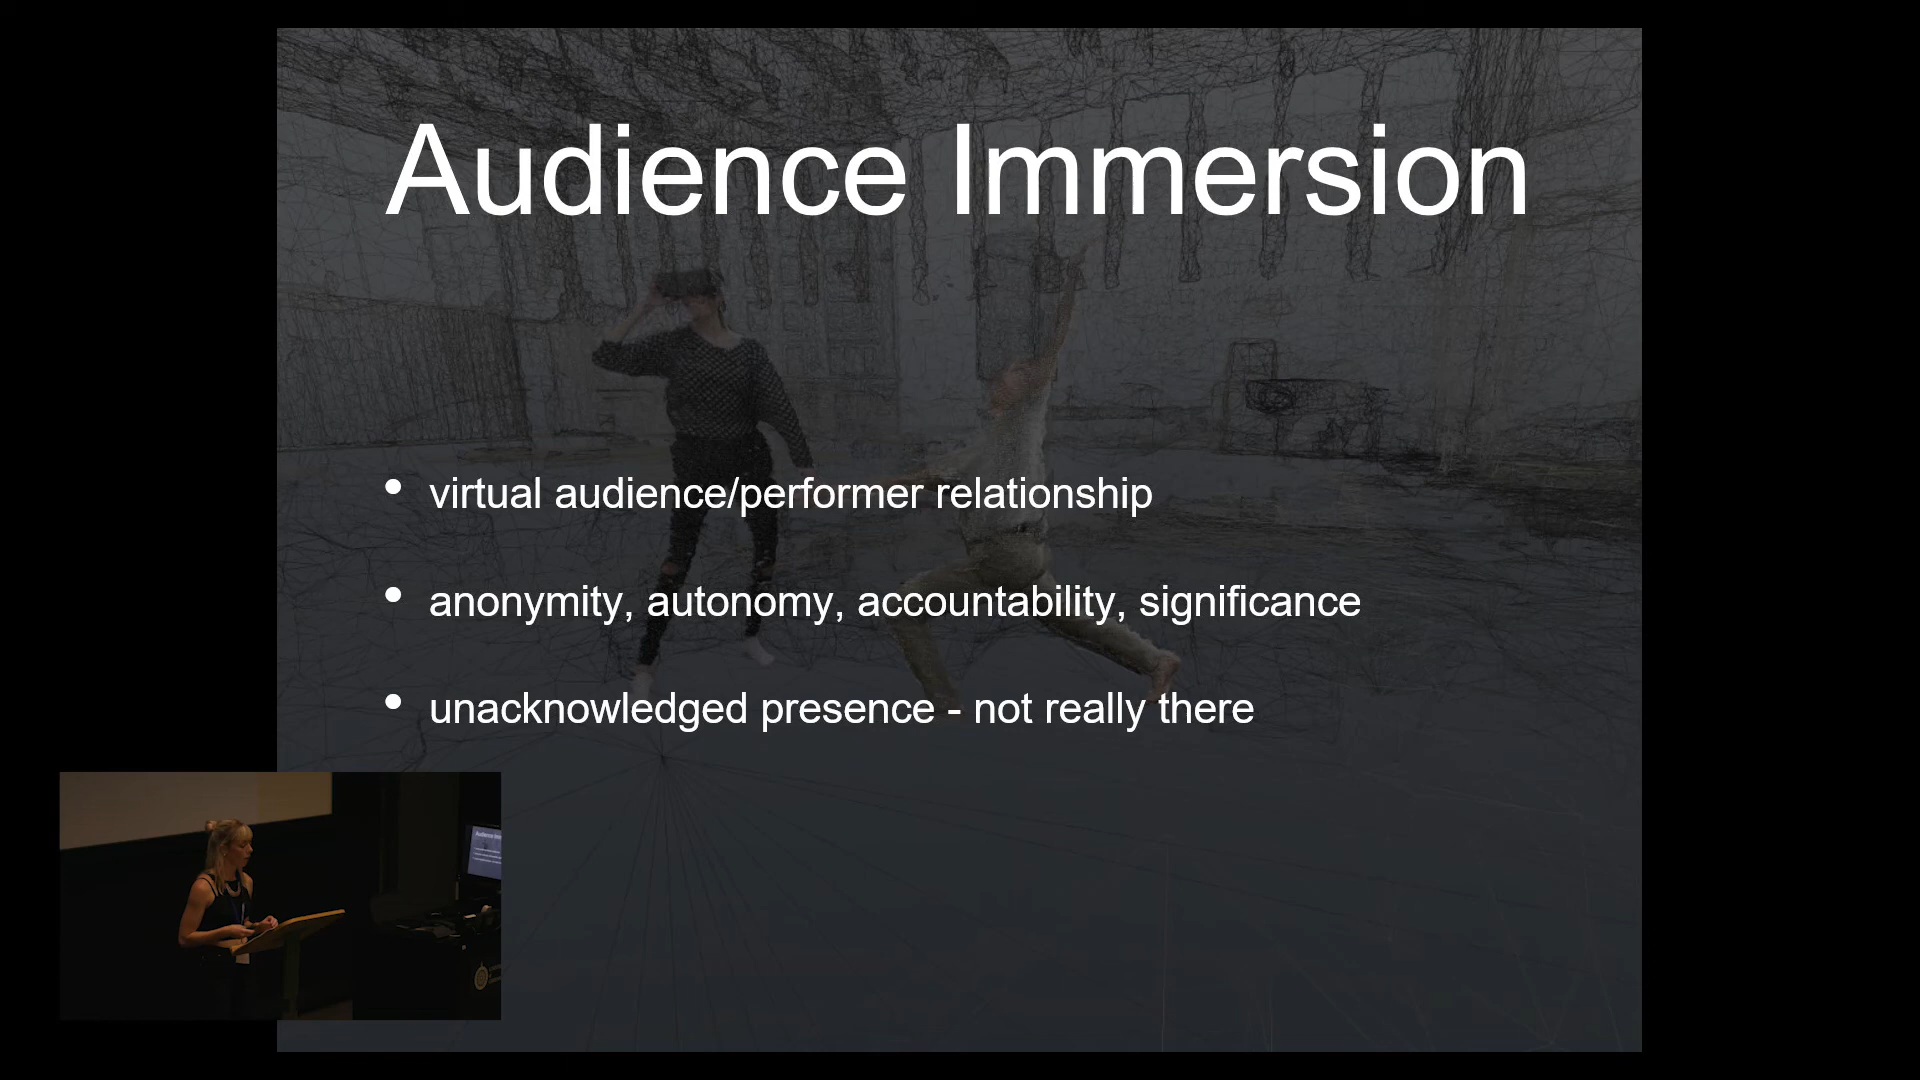 Audience Immersion
• virtual audience/performer relationship
• anonymity, autonomy, accountability, significance
• unacknowledged presence - not really there